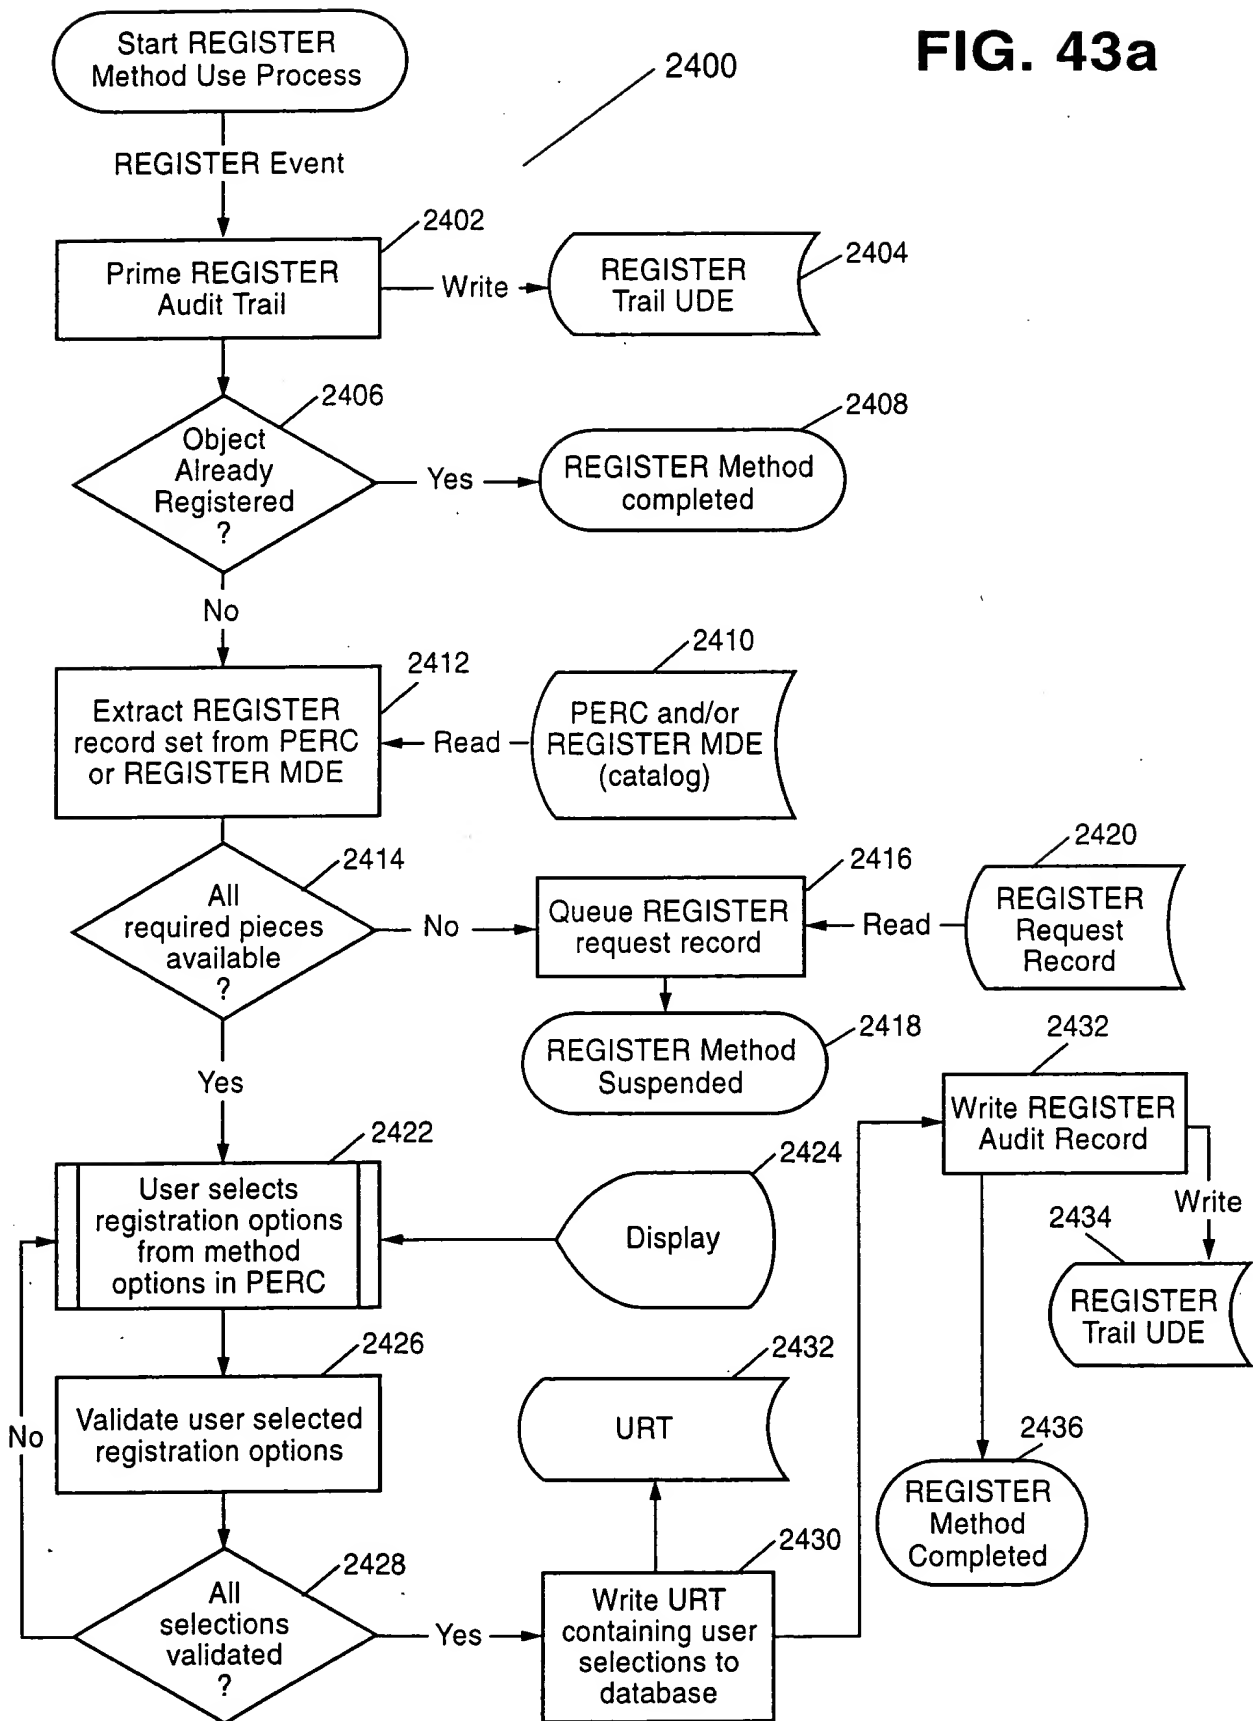 FIG. 43a
Start REGISTER
Method Use Process
2400
REGISTER Event
2402
Prime REGISTER
Audit Trail
Write
REGISTER
Trail UDE
2404
2406
Object
Already
Registered
?
Yes
2408
REGISTER Method
completed
No
2412
Extract REGISTER
record set from PERC
or REGISTER MDE
Read
2410
PERC and/or
REGISTER MDE
(catalog)
2414
All
required pieces
available
?
No
2416
Queue REGISTER
request record
Read
2420
REGISTER
Request
Record
2418
REGISTER Method
Suspended
Yes
2422
User selects
registration options
from method
options in PERC
2424
Display
2426
Validate user selected
registration options
No
2428
All
selections
validated
?
Yes
2430
Write URT
containing user
selections to
database
2432
URT
2432
Write REGISTER
Audit Record
Write
2434
REGISTER
Trail UDE
2436
REGISTER
Method
Completed